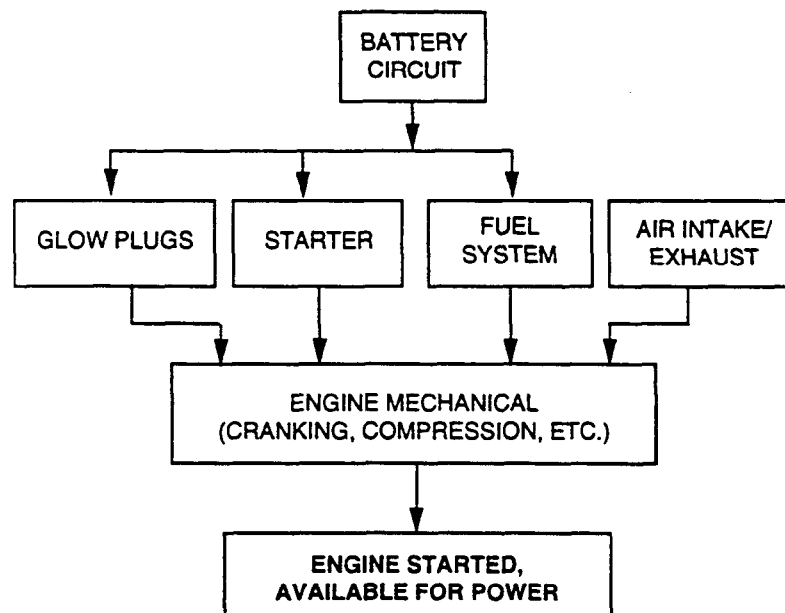 BATTERY
CIRCUIT
GLOW PLUGS
STARTER
FUEL
SYSTEM
AIR INTAKE/
EXHAUST
ENGINE MECHANICAL
(CRANKING, COMPRESSION, ETC.)
ENGINE STARTED,
AVAILABLE FOR POWER